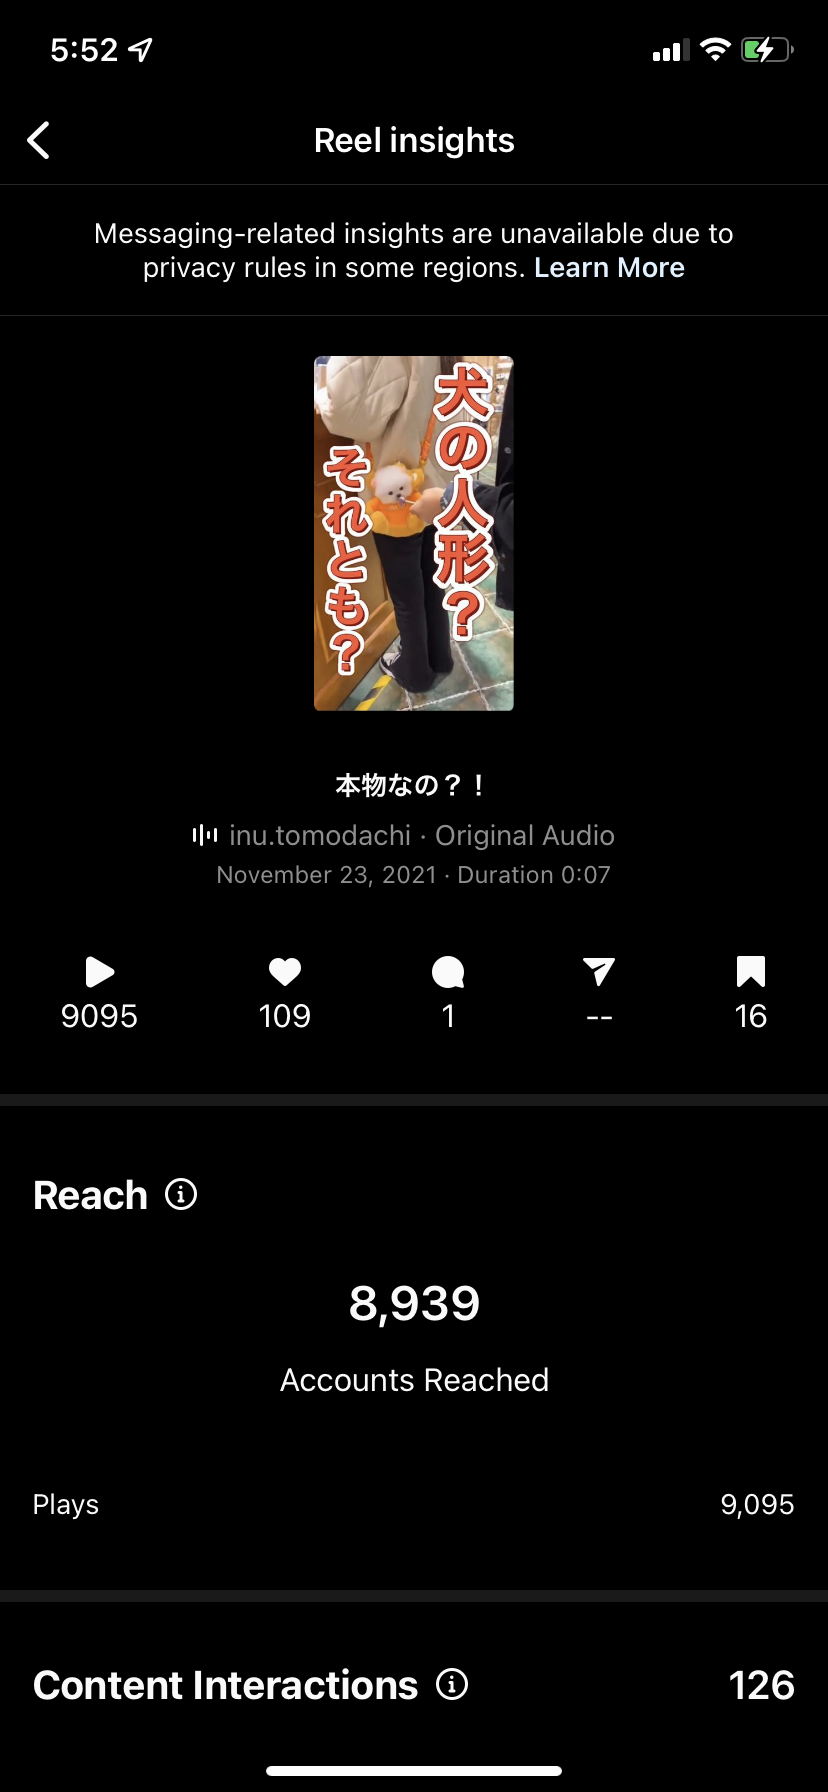 5:52
Reel insights
Messaging-related insights are unavailable due to
privacy rules in some regions. Learn More
犬の人形？
それとも？
本物なの？！
inu.tomodachi · Original Audio
November 23, 2021 · Duration 0:07
9095 109 1 -- 16
Reach
8,939
Accounts Reached
Plays 9,095
Content Interactions 126